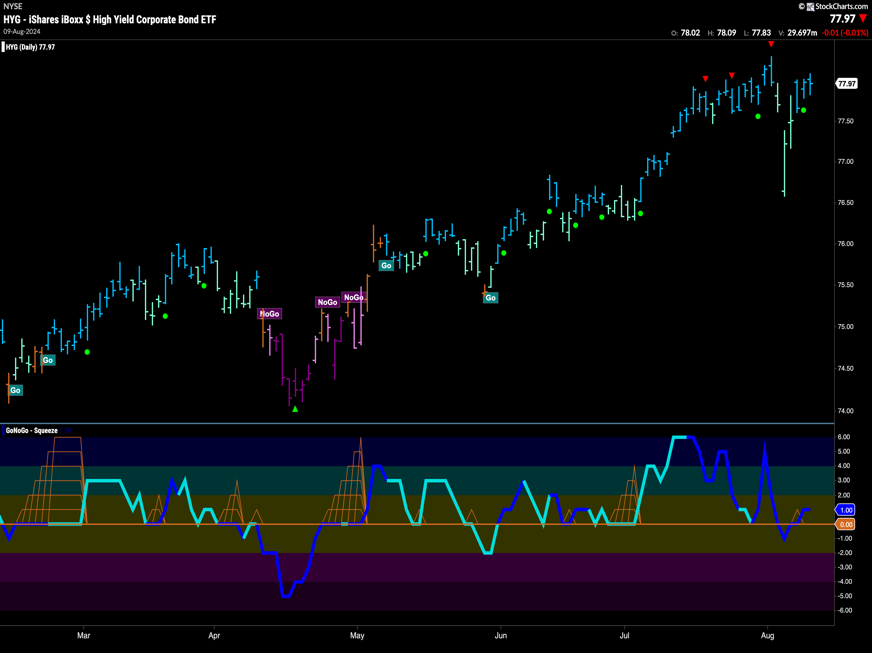 NYSE
© StockCharts.com
HYG - iShares iBoxx $ High Yield Corporate Bond ETF
77.97
09-Aug-2024
O: 78.02 H: 78.09 L: 77.83 V: 29.697m -0.01 (-0.01%)
HYG (Daily) 77.97
77.97
77.50
77.00
76.50
76.00
75.50
75.00
74.50
74.00
Go
Go
NoGo
NoGo
NoGo
Go
Go
GoNoGo - Squeeze
6.00
5.00
4.00
3.00
2.00
1.00
0.00
-1.00
-2.00
-3.00
-4.00
-5.00
-6.00
Mar Apr May Jun Jul Aug